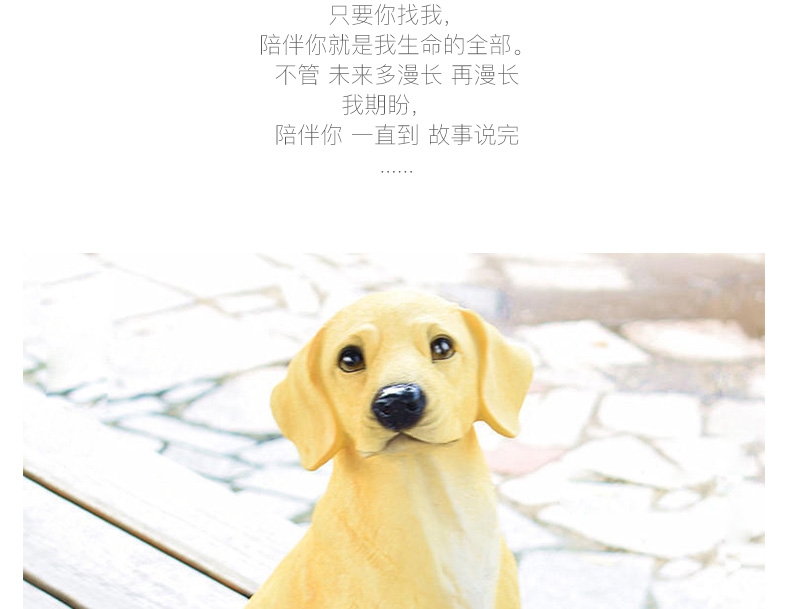 只要你找我，
陪伴你就是我生命的全部。
不管 未来多漫长 再漫长
我期盼，
陪伴你 一直到 故事说完
......